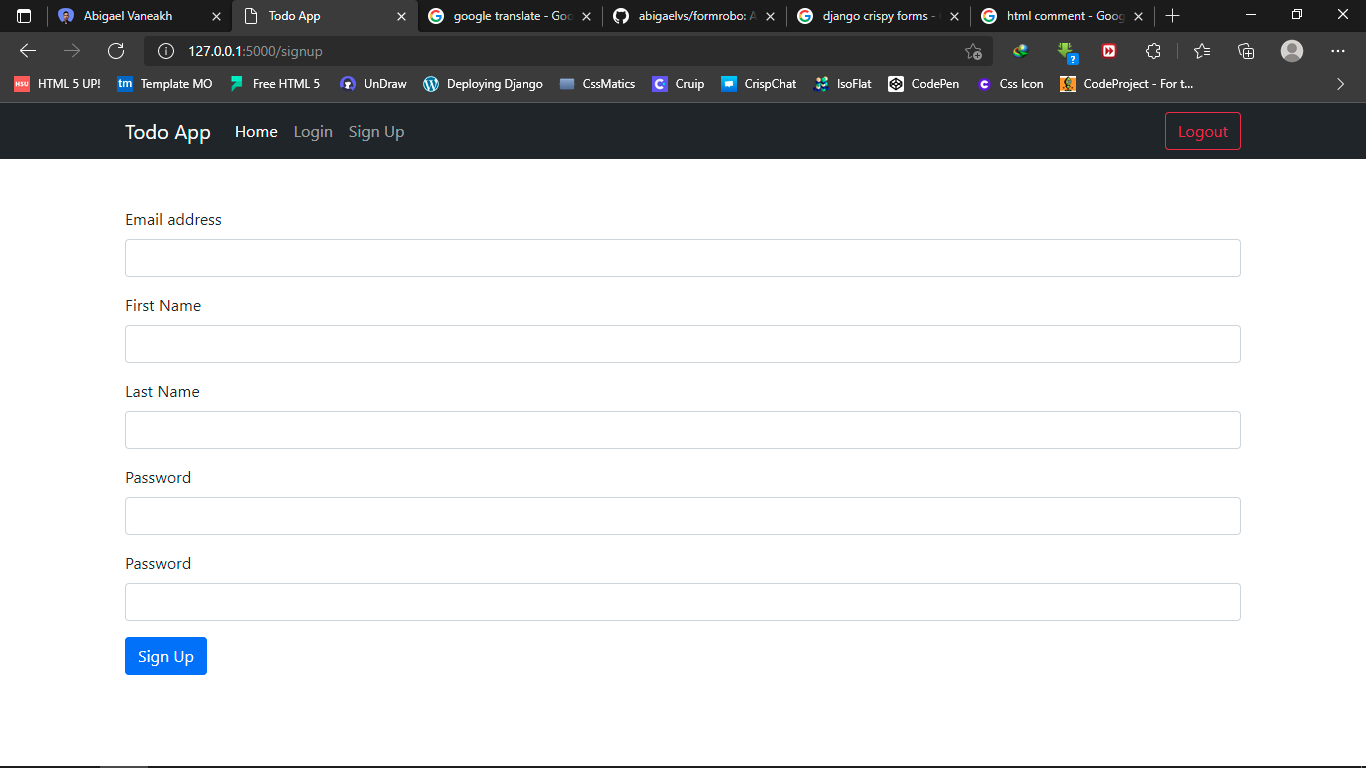 Abigael Vaneakh
Todo App
google translate - Goo
abigaelvs/formrobo: A
django crispy forms -
html comment - Goog
127.0.0.1:5000/signup
?
HSU HTML 5 UP!
tm Template MO
Free HTML 5
UnDraw
Deploying Django
CssMatics
Cruip
CrispChat
IsoFlat
CodePen
Css Icon
CodeProject - For t...
Todo App Home Login Sign Up Logout
Email address
First Name
Last Name
Password
Password
Sign Up